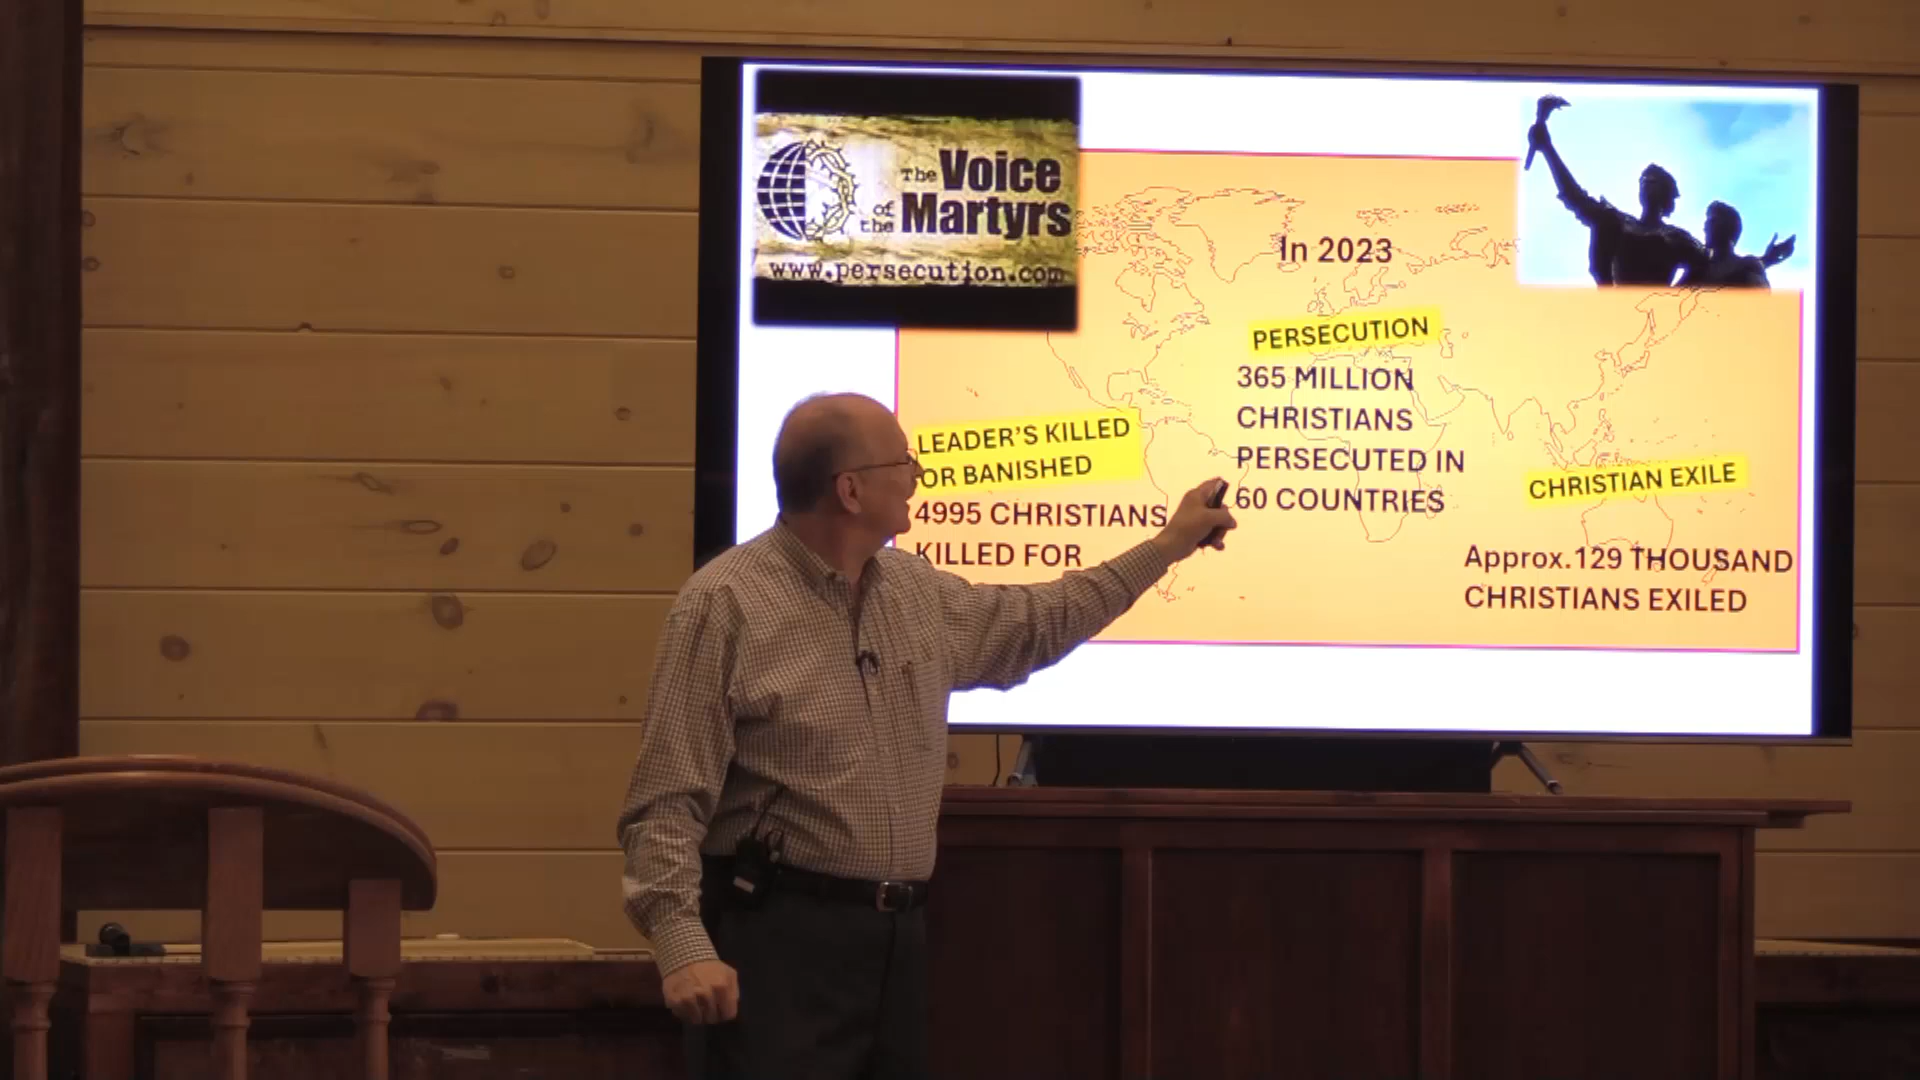 The Voice
of the Martyrs
www.persecution.com
In 2023
PERSECUTION
365 MILLION
CHRISTIANS
PERSECUTED IN
60 COUNTRIES
LEADER'S KILLED
OR BANISHED
4995 CHRISTIANS
KILLED FOR
CHRISTIAN EXILE
Approx.129 THOUSAND
CHRISTIANS EXILED